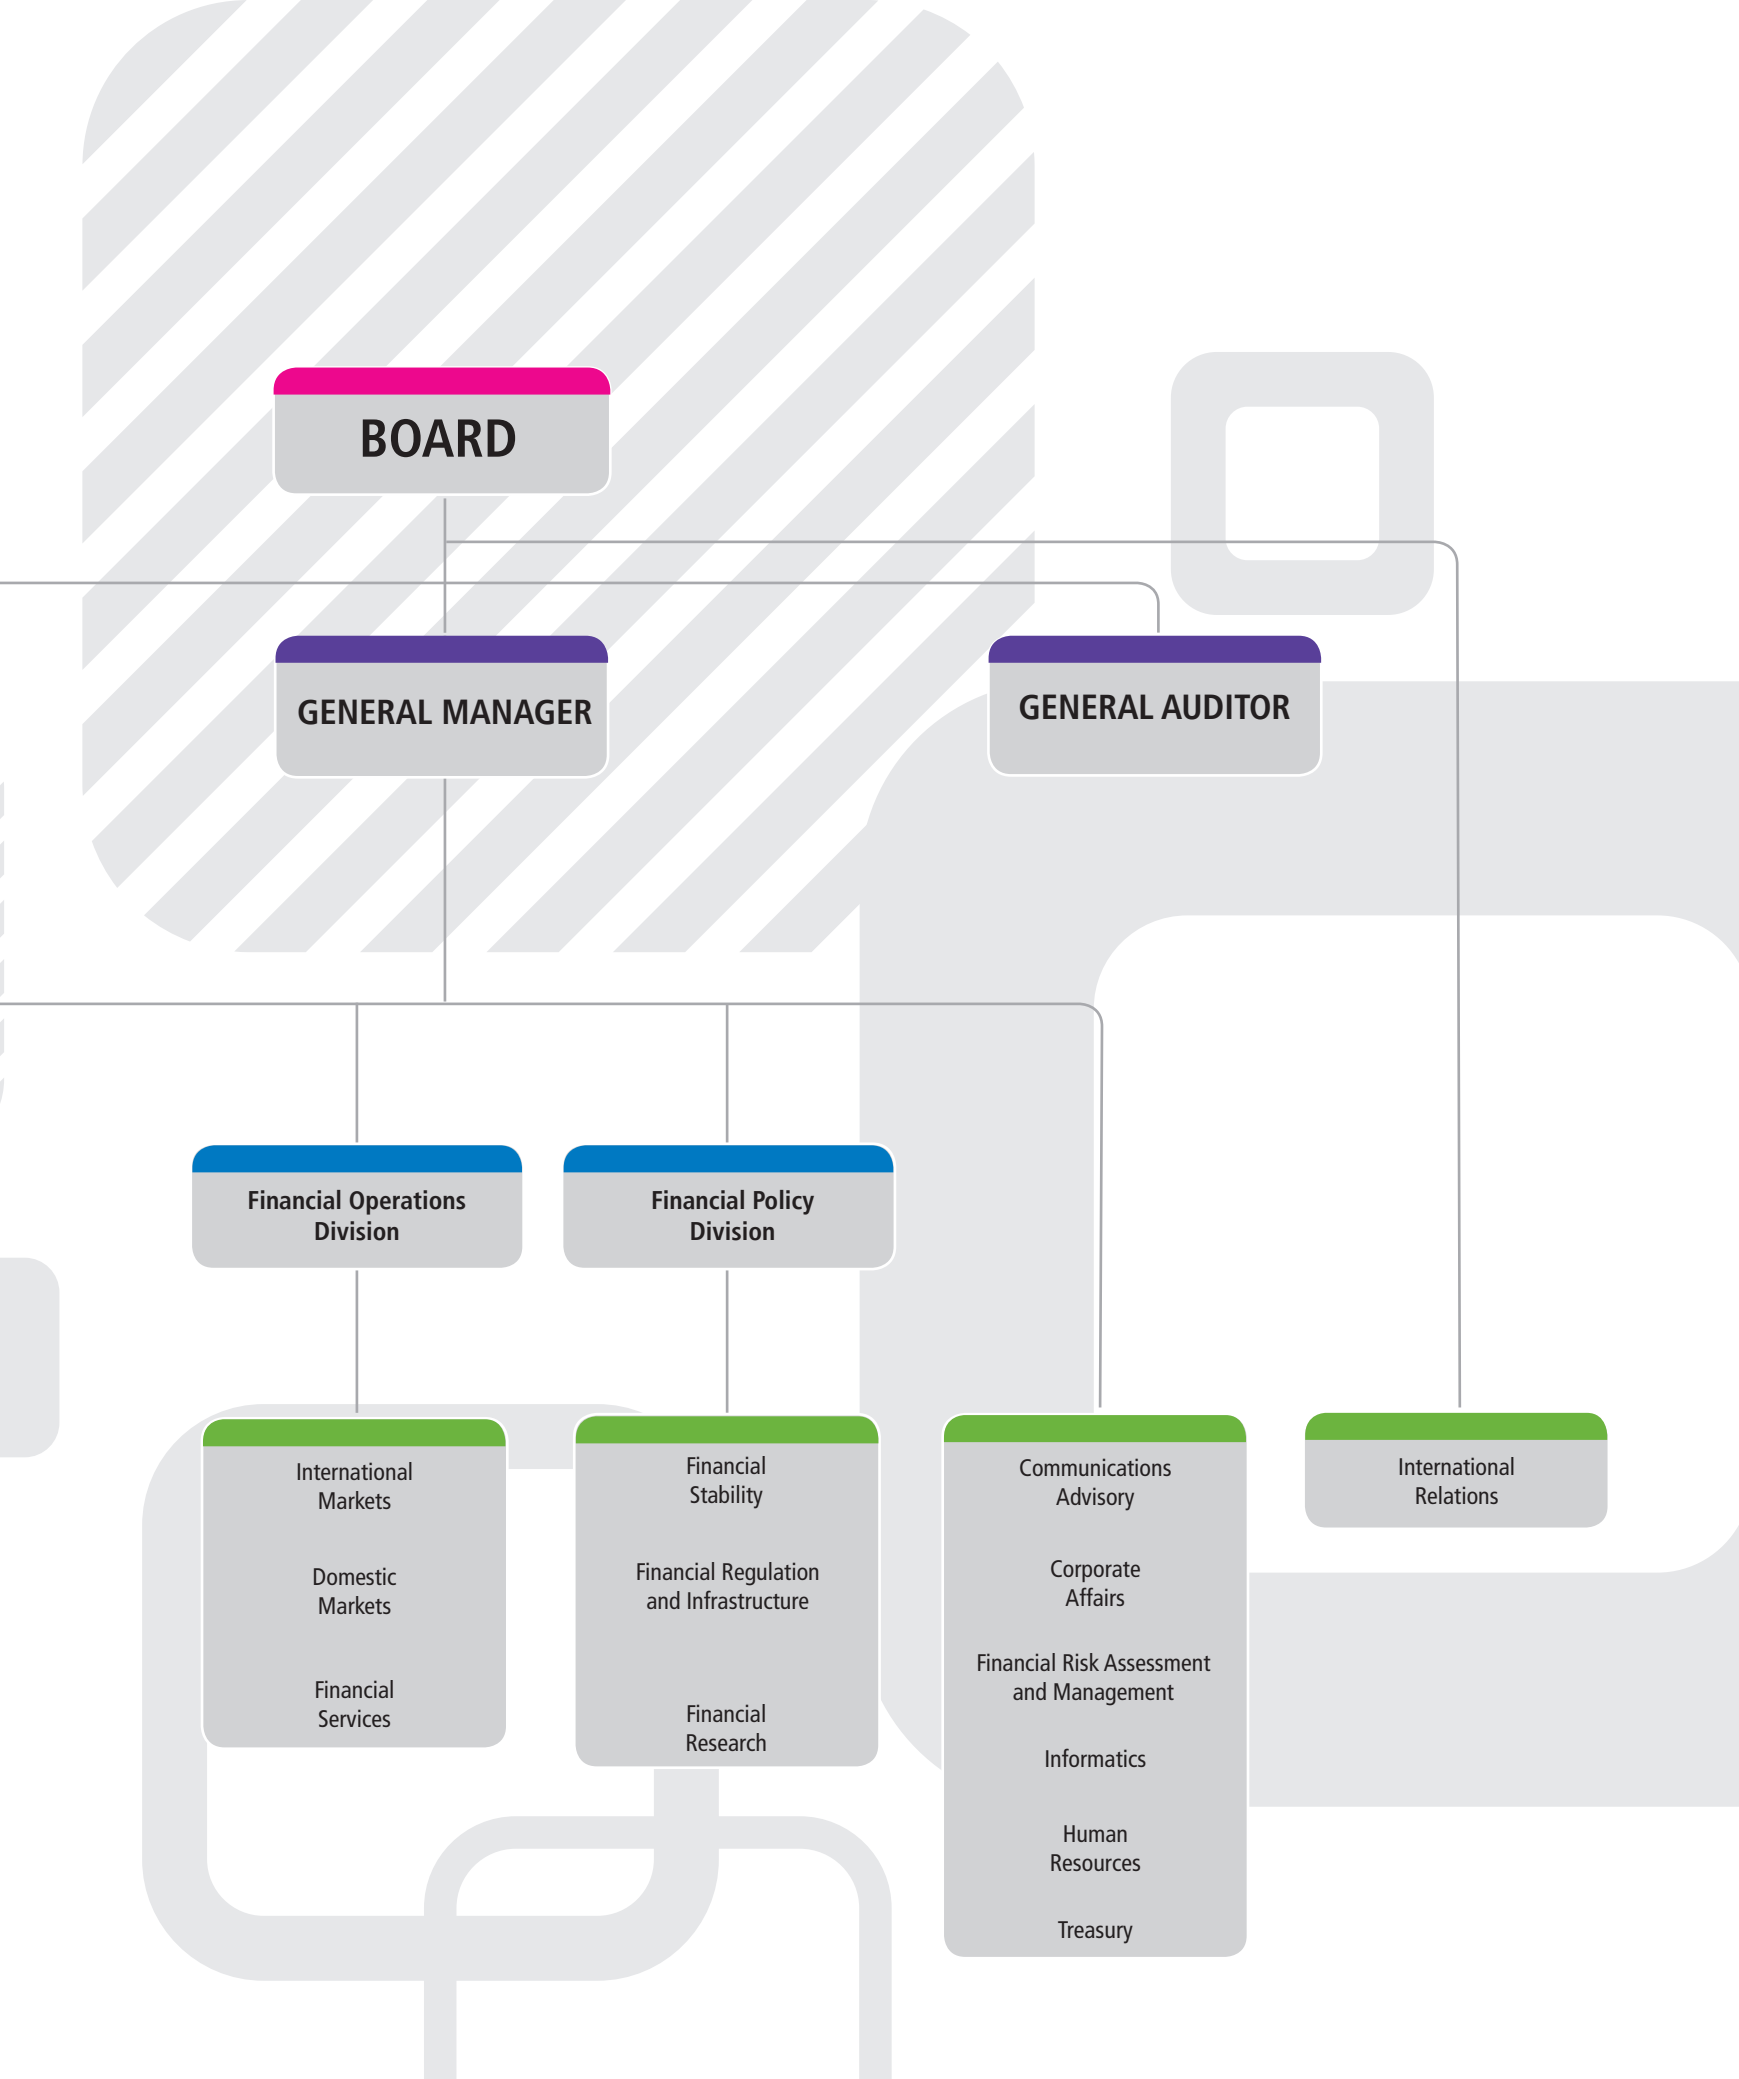 BOARD
GENERAL MANAGER
GENERAL AUDITOR
Financial Operations
Division
Financial Policy
Division
International
Markets
Domestic
Markets
Financial
Services
Financial
Stability
Financial Regulation
and Infrastructure
Financial
Research
Communications
Advisory
Corporate
Affairs
Financial Risk Assessment
and Management
Informatics
Human
Resources
Treasury
International
Relations